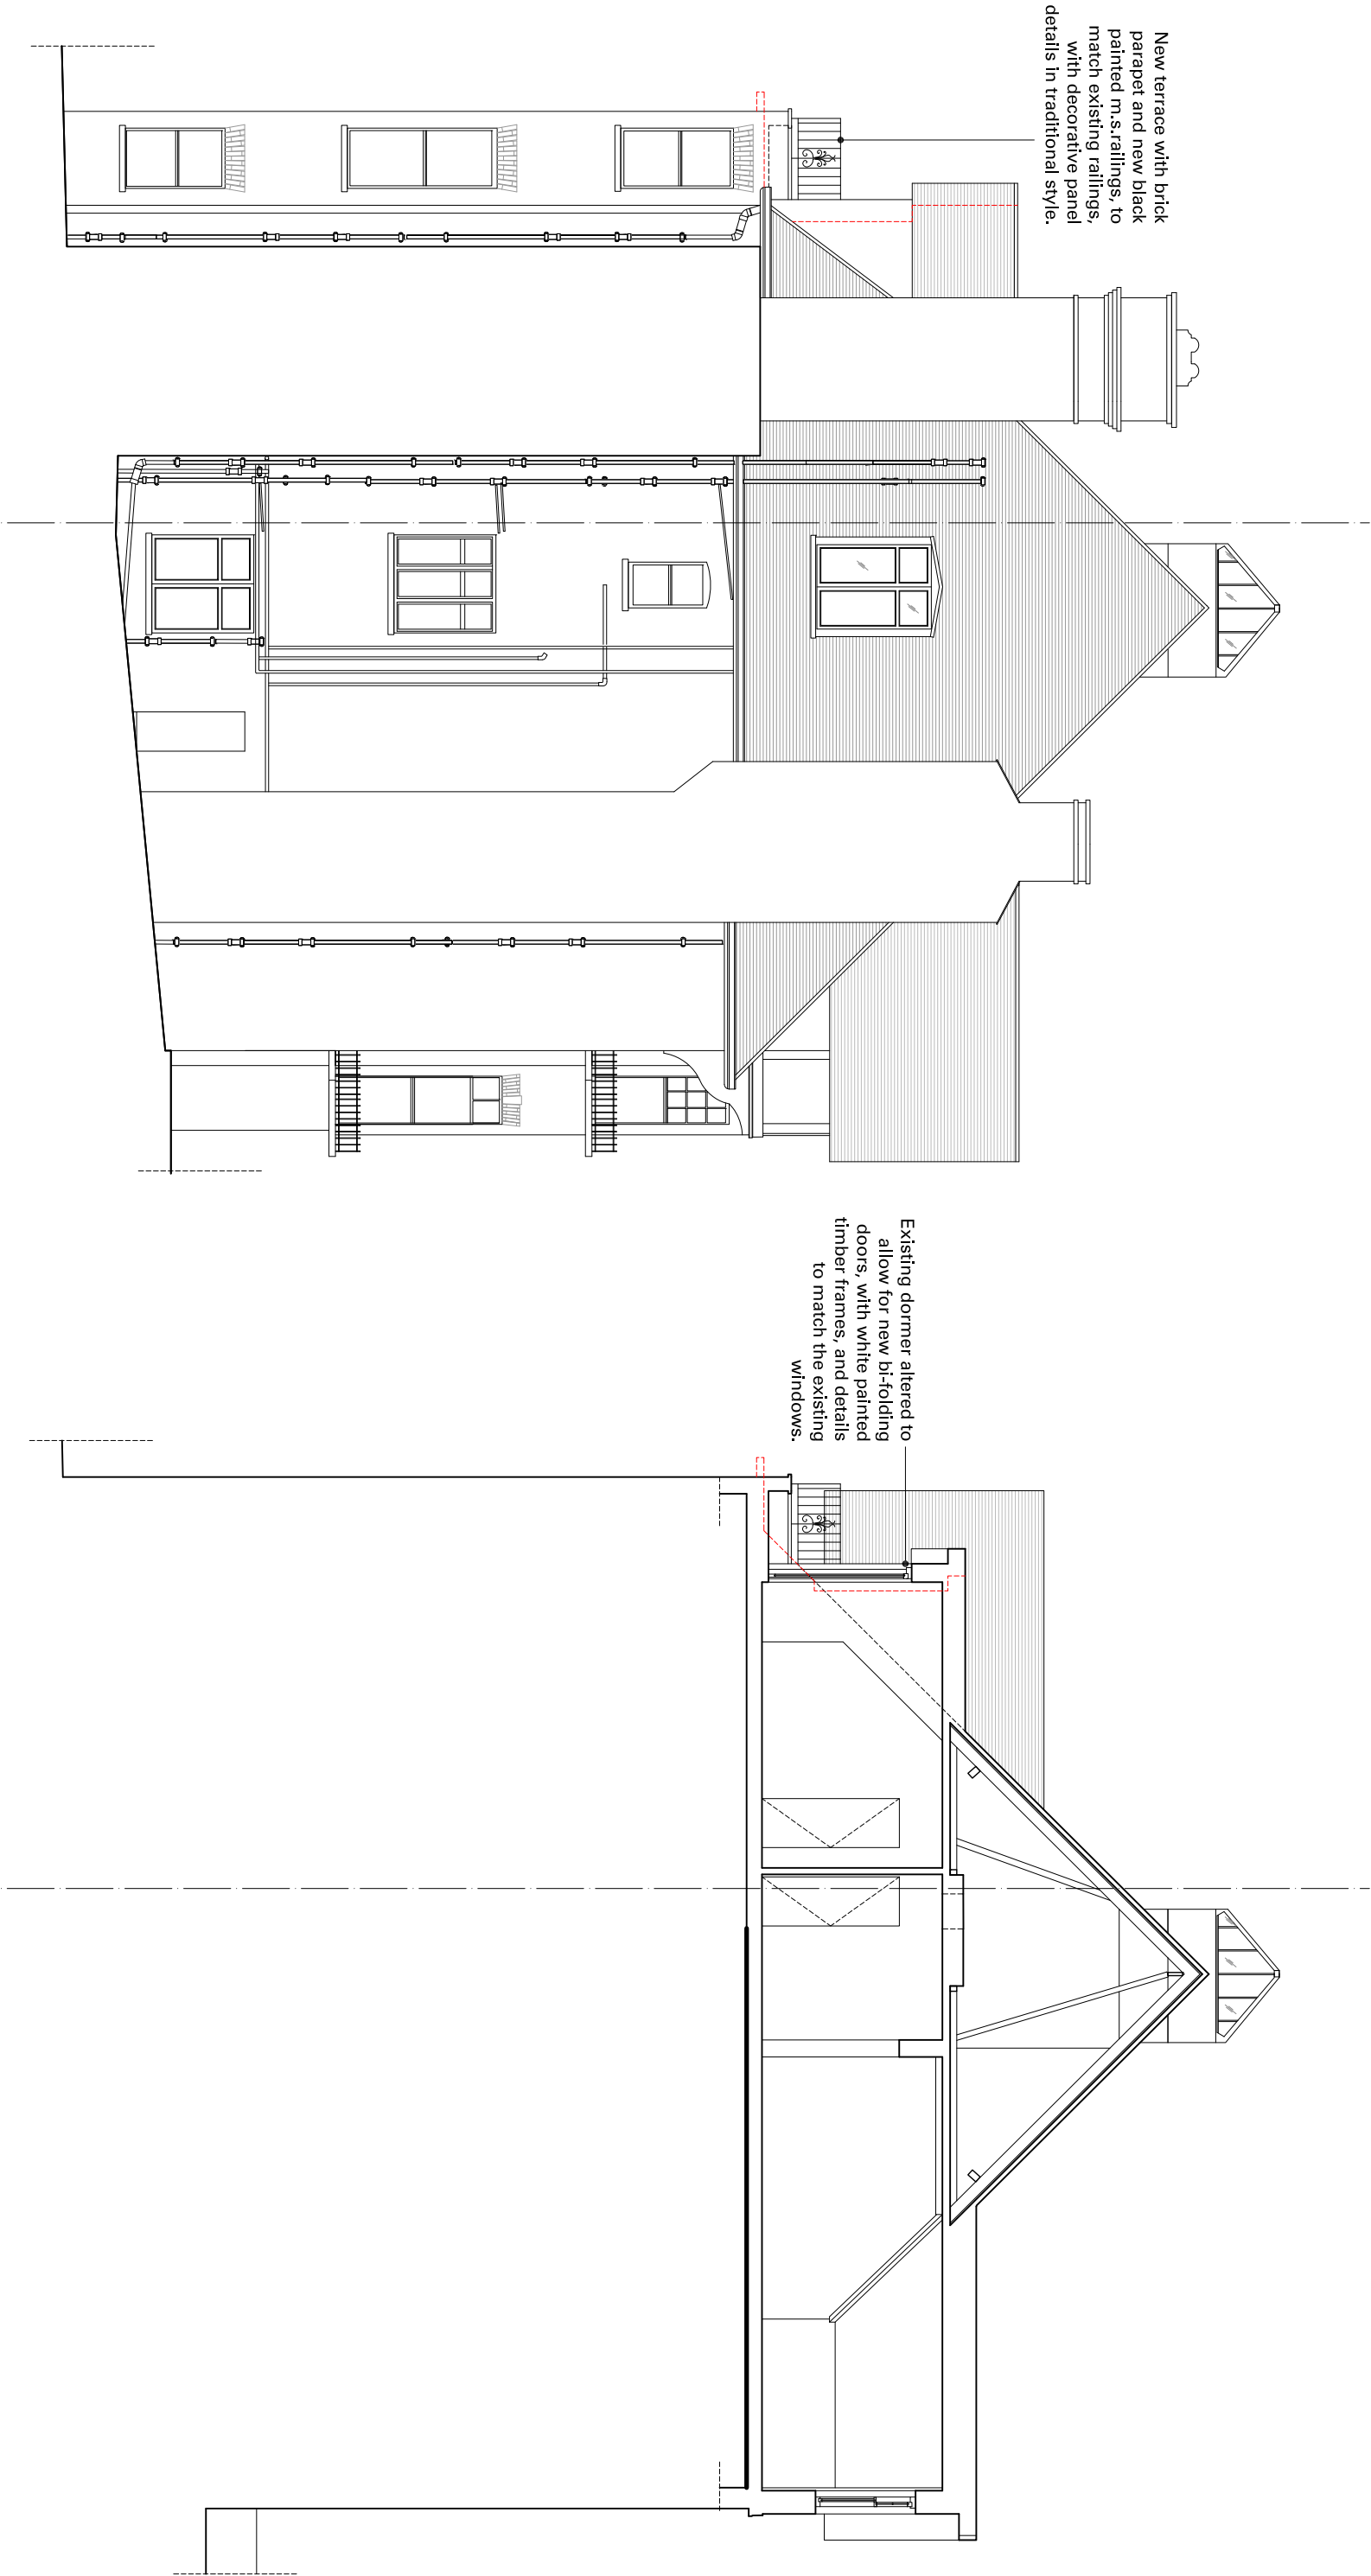 New terrace with brick
parapet and new black
painted m.s.railings, to
match existing railings,
with decorative panel
details in traditional style.
Existing dormer altered to
allow for new bi-folding
doors, with white painted
timber frames, and details
to match the existing
windows.